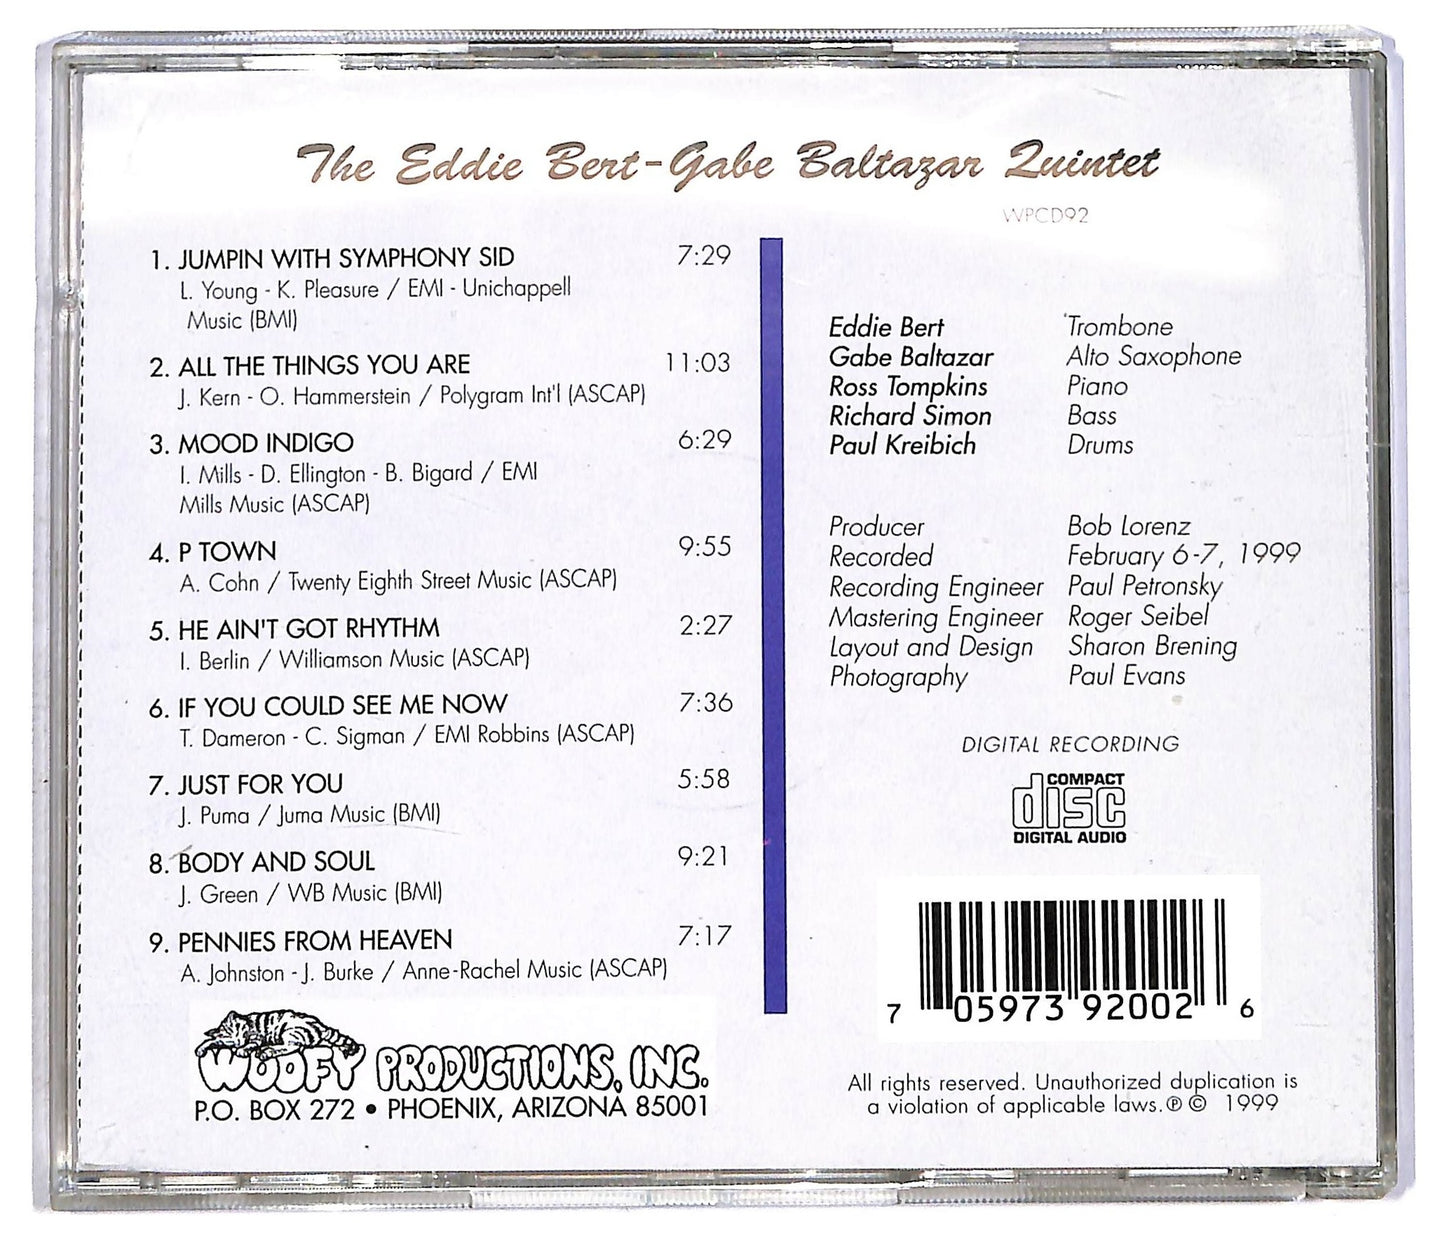 The Eddie Bert-Gabe Baltazar Quintet
WPCD92
1. JUMPIN WITH SYMPHONY SID 7:29
L. Young - K. Pleasure / EMI - Unichappell
Music (BMI)
2. ALL THE THINGS YOU ARE 11:03
J. Kern - O. Hammerstein / Polygram Int'l (ASCAP)
3. MOOD INDIGO 6:29
I. Mills - D. Ellington - B. Bigard / EMI
Mills Music (ASCAP)
4. P TOWN 9:55
A. Cohn / Twenty Eighth Street Music (ASCAP)
5. HE AIN'T GOT RHYTHM 2:27
I. Berlin / Williamson Music (ASCAP)
6. IF YOU COULD SEE ME NOW 7:36
T. Dameron - C. Sigman / EMI Robbins (ASCAP)
7. JUST FOR YOU 5:58
J. Puma / Juma Music (BMI)
8. BODY AND SOUL 9:21
J. Green / WB Music (BMI)
9. PENNIES FROM HEAVEN 7:17
A. Johnston - J. Burke / Anne-Rachel Music (ASCAP)
WOOFY PRODUCTIONS, INC.
P.O. BOX 272 • PHOENIX, ARIZONA 85001
Eddie Bert Trombone
Gabe Baltazar Alto Saxophone
Ross Tompkins Piano
Richard Simon Bass
Paul Kreibich Drums
Producer Bob Lorenz
Recorded February 6-7, 1999
Recording Engineer Paul Petronsky
Mastering Engineer Roger Seibel
Layout and Design Sharon Brening
Photography Paul Evans
DIGITAL RECORDING
COMPACT
disc
DIGITAL AUDIO
7 05973 92002 6
All rights reserved. Unauthorized duplication is
a violation of applicable laws. ℗ © 1999